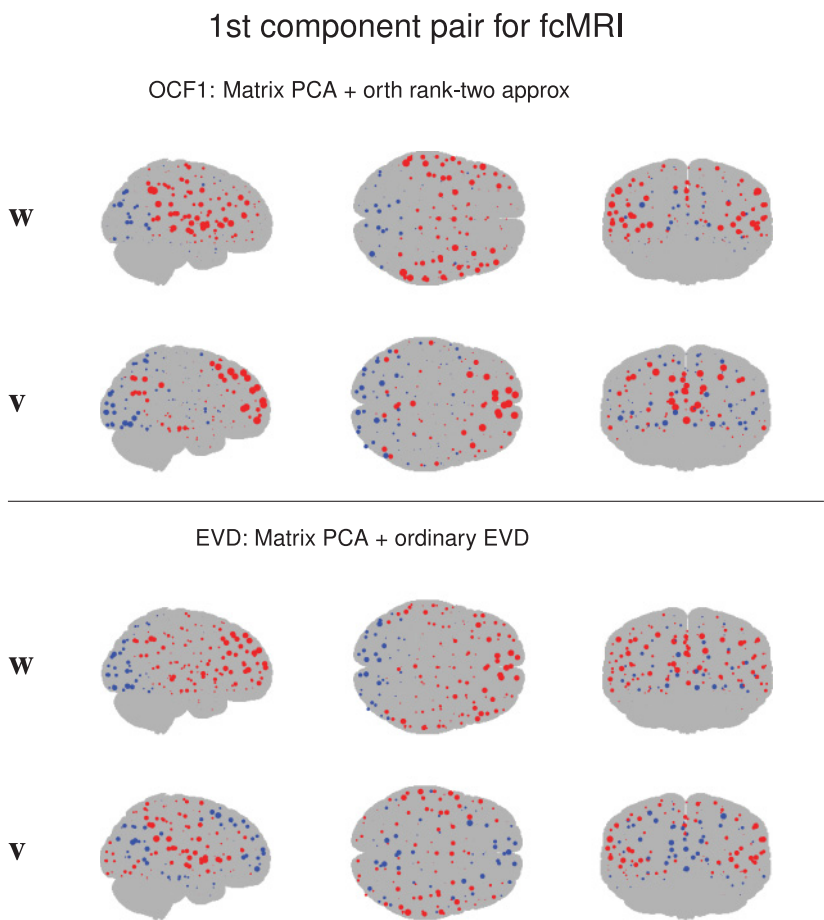 1st component pair for fcMRI
OCF1: Matrix PCA + orth rank-two approx
w
v
EVD: Matrix PCA + ordinary EVD
w
v